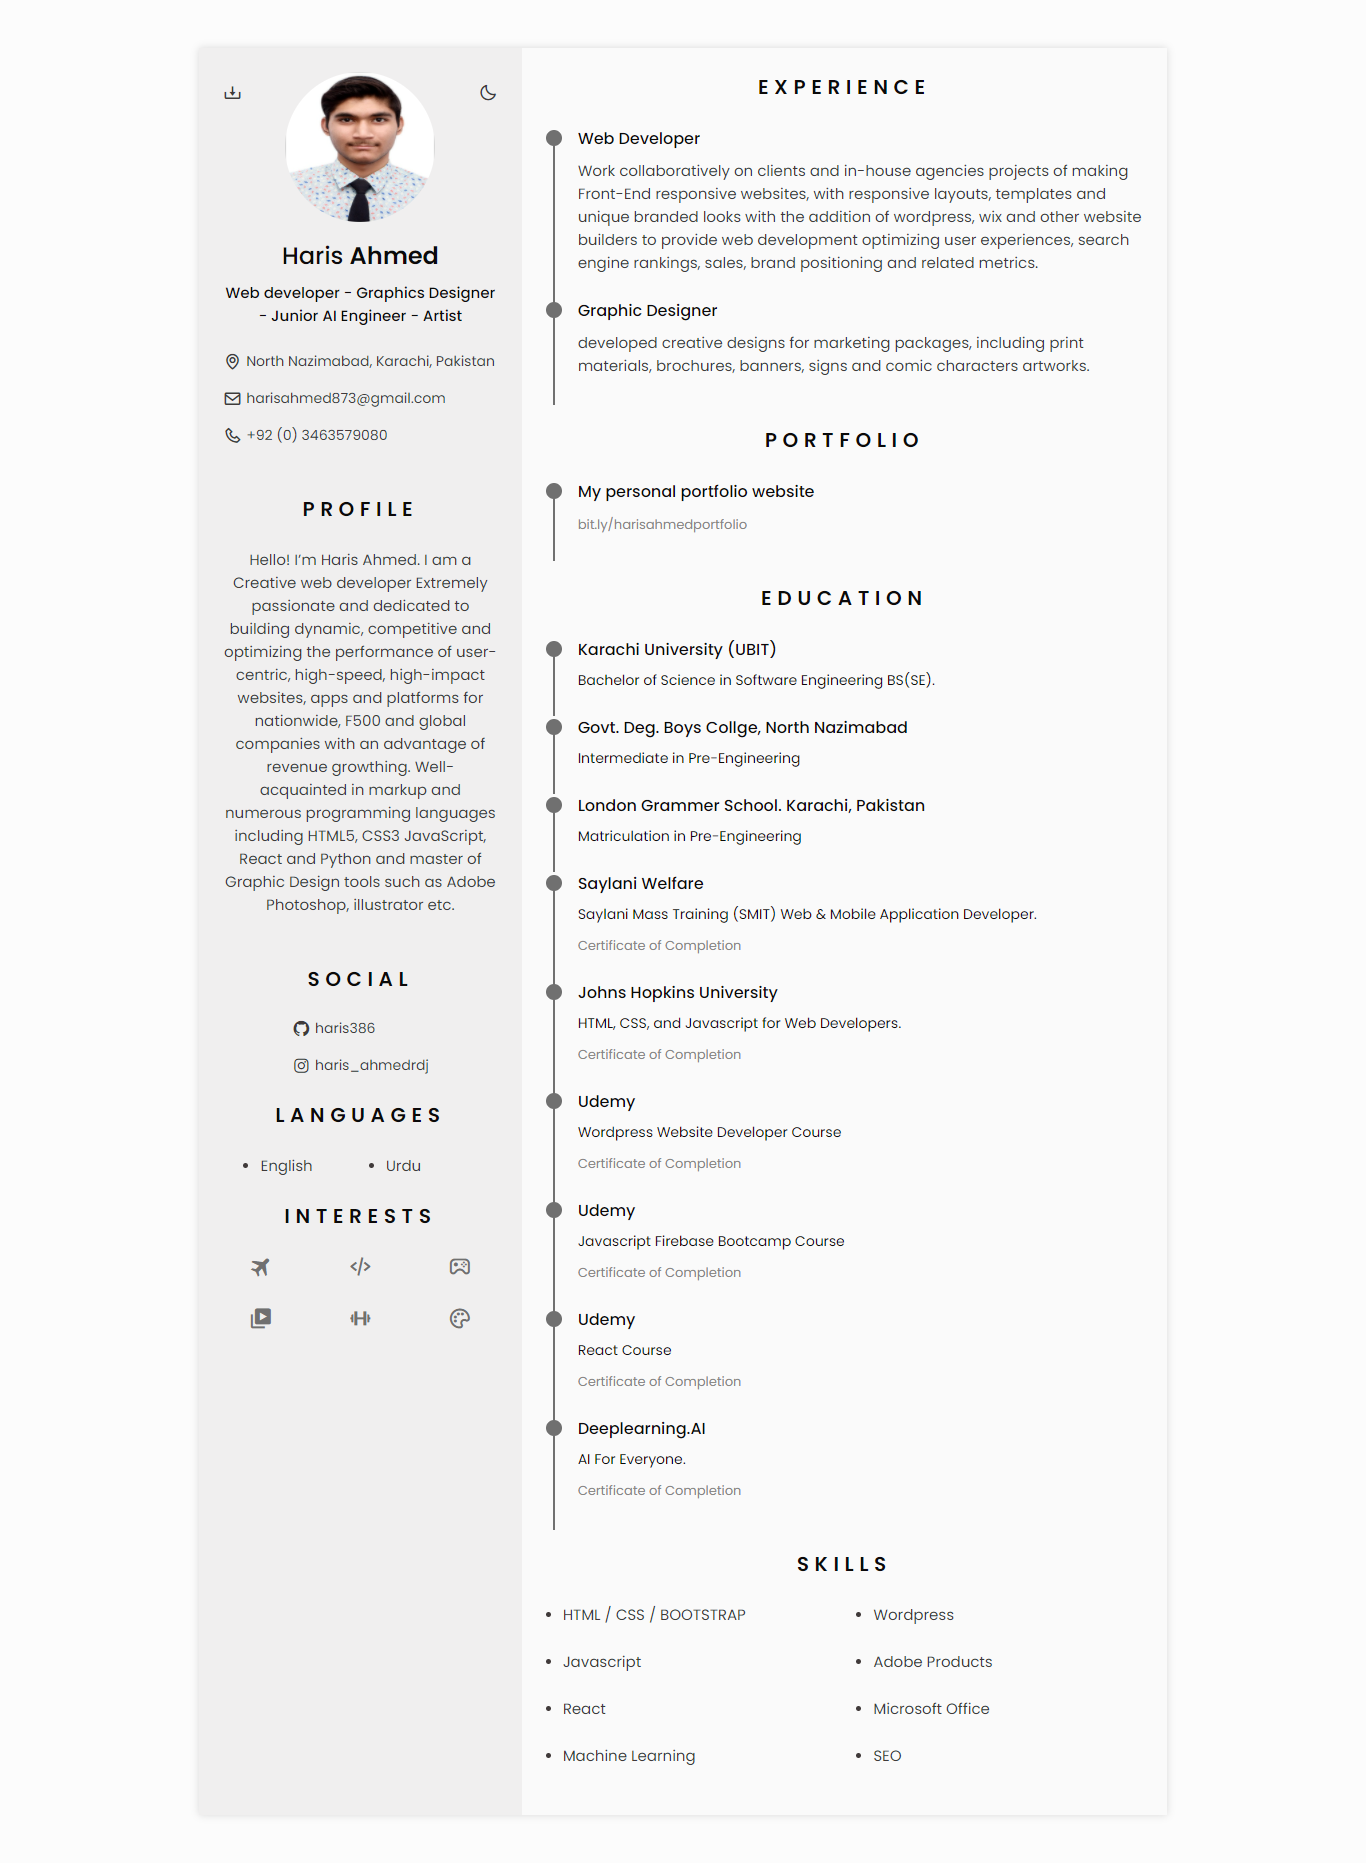 Haris Ahmed
Web developer - Graphics Designer
- Junior AI Engineer - Artist
North Nazimabad, Karachi, Pakistan
harisahmed873@gmail.com
+92 (0) 3463579080
PROFILE
Hello! I'm Haris Ahmed. I am a
Creative web developer Extremely
passionate and dedicated to
building dynamic, competitive and
optimizing the performance of user-
centric, high-speed, high-impact
websites, apps and platforms for
nationwide, F500 and global
companies with an advantage of
revenue growthing. Well-
acquainted in markup and
numerous programming languages
including HTML5, CSS3 JavaScript,
React and Python and master of
Graphic Design tools such as Adobe
Photoshop, illustrator etc.
SOCIAL
haris386
haris_ahmedrdj
LANGUAGES
• English • Urdu
INTERESTS
EXPERIENCE
Web Developer
Work collaboratively on clients and in-house agencies projects of making
Front-End responsive websites, with responsive layouts, templates and
unique branded looks with the addition of wordpress, wix and other website
builders to provide web development optimizing user experiences, search
engine rankings, sales, brand positioning and related metrics.
Graphic Designer
developed creative designs for marketing packages, including print
materials, brochures, banners, signs and comic characters artworks.
PORTFOLIO
My personal portfolio website
bit.ly/harisahmedportfolio
EDUCATION
Karachi University (UBIT)
Bachelor of Science in Software Engineering BS(SE).
Govt. Deg. Boys Collge, North Nazimabad
Intermediate in Pre-Engineering
London Grammer School. Karachi, Pakistan
Matriculation in Pre-Engineering
Saylani Welfare
Saylani Mass Training (SMIT) Web & Mobile Application Developer.
Certificate of Completion
Johns Hopkins University
HTML, CSS, and Javascript for Web Developers.
Certificate of Completion
Udemy
Wordpress Website Developer Course
Certificate of Completion
Udemy
Javascript Firebase Bootcamp Course
Certificate of Completion
Udemy
React Course
Certificate of Completion
Deeplearning.AI
AI For Everyone.
Certificate of Completion
SKILLS
• HTML / CSS / BOOTSTRAP • Wordpress
• Javascript • Adobe Products
• React • Microsoft Office
• Machine Learning • SEO